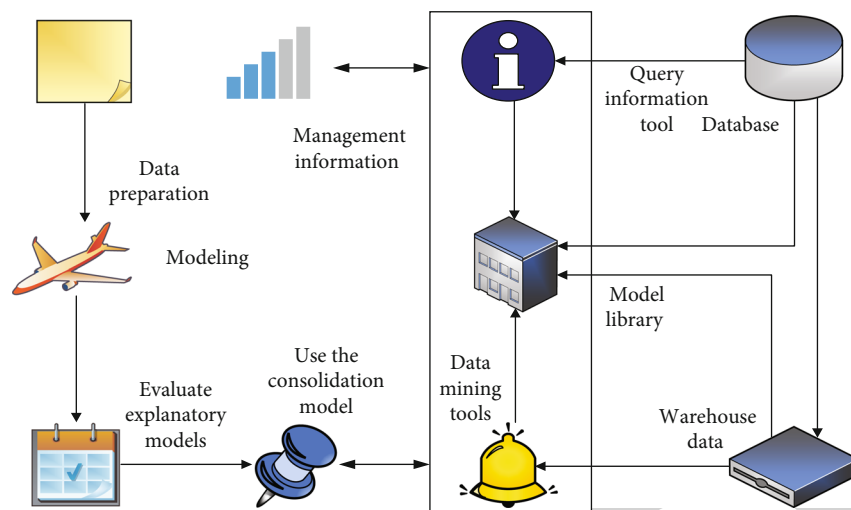 Query
information
tool
Database
Management
information
Data
preparation
Modeling
Model
library
Use the
consolidation
model
Data
mining
tools
Evaluate
explanatory
models
Warehouse
data